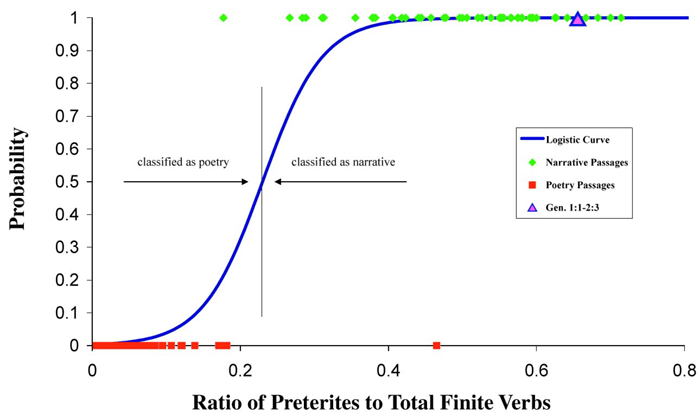 1
0.9
0.8
0.7
0.6
0.5
0.4
0.3
0.2
0.1
0
Probability
classified as poetry
classified as narrative
Logistic Curve
Narrative Passages
Poetry Passages
Gen. 1:1-2:3
0
0.2
0.4
0.6
0.8
Ratio of Preterites to Total Finite Verbs